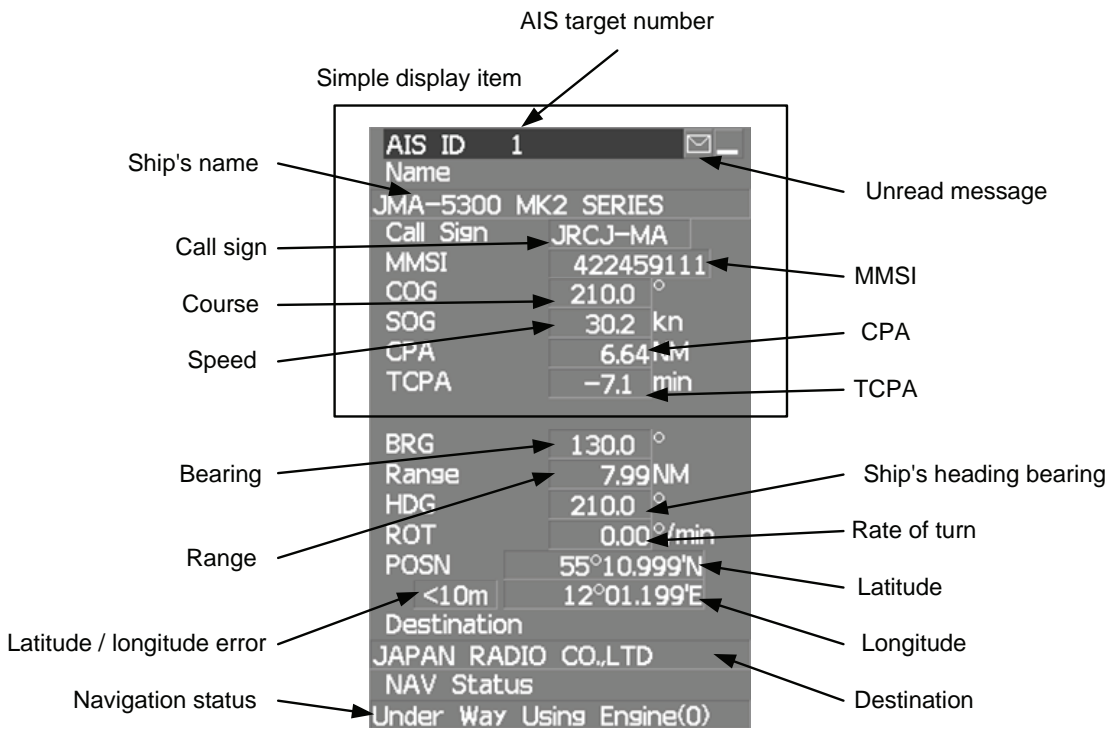 AIS target number
Simple display item
AIS ID 1
Ship's name
Name
Unread message
JMA-5300 MK2 SERIES
Call sign
Call Sign JRCJ-MA
MMSI 422459111
MMSI
Course
COG 210.0 °
Speed
SOG 30.2 kn
CPA
CPA 6.64 NM
TCPA -7.1 min
TCPA
BRG 130.0 °
Bearing
Range 7.99 NM
Ship's heading bearing
HDG 210.0 °
ROT 0.00 °/min
Rate of turn
Range
POSN 55°10.999'N
Latitude
<10m 12°01.199'E
Latitude / longitude error
Destination
Longitude
JAPAN RADIO CO.,LTD
NAV Status
Navigation status
Destination
Under Way Using Engine(0)